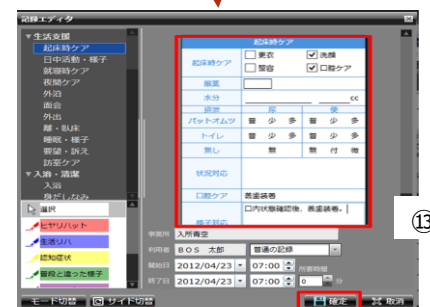 記録エディタ
▼生活支援
起床時ケア
日中活動・様子
就寝時ケア
夜間ケア
外泊
面会
外出
離・臥床
睡眠・様子
要望・訴え
訪室ケア
▼入浴・清潔
入浴
身だしなみ
選択
ヒヤリハット
生活リハ
認知症状
普段と違った様子
起床時ケア
起床時ケア
更衣 洗顔
整容 口腔ケア
服薬
水分 cc
排泄 尿 便
パットオムツ 普 少 多 普 少 多
トイレ 普 少 多 普 少 多
無し 無 無 付 微
状況対応
口腔ケア 義歯装着
様子対応 口内状態確認後、義歯装着。
事業所 入所青空
利用者 BOS 太郎 普通の記録
開始日 2012/04/23 07:00 所要時間
終了日 2012/04/23 07:00 0 分
モード切替 サイド切替 確定 取消
⑬